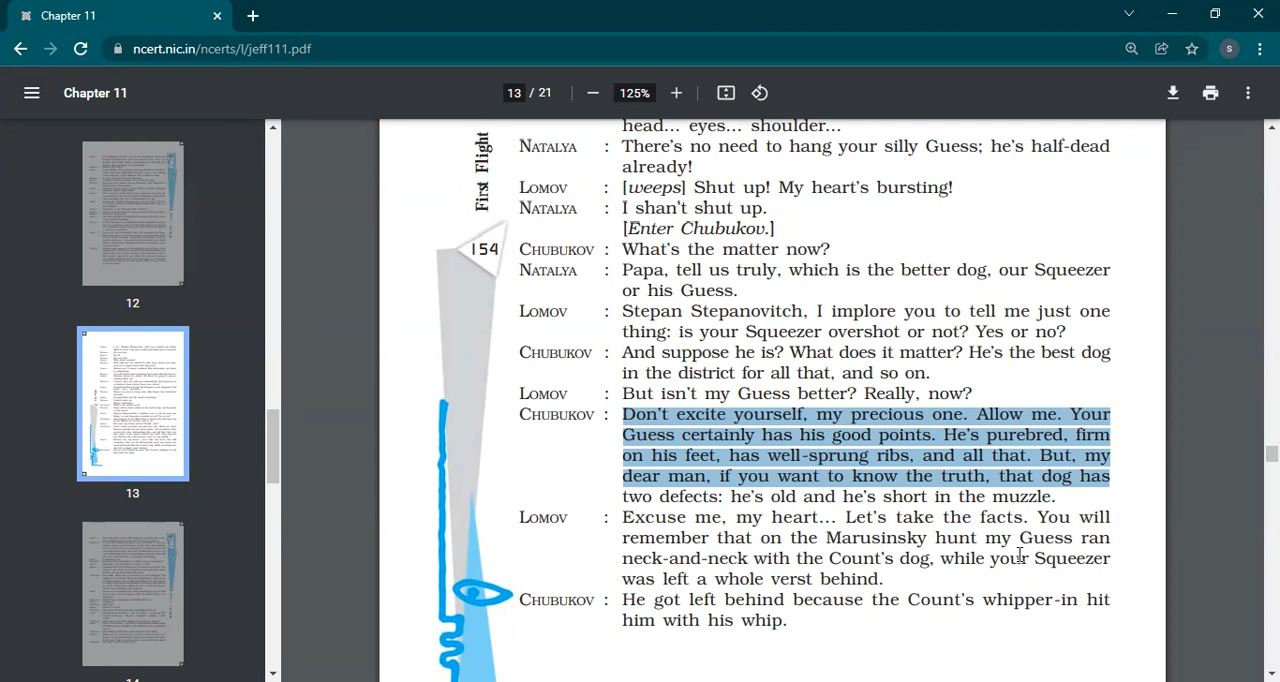 Chapter 11
ncert.nic.in/ncerts/l/jeff111.pdf
S
Chapter 11
13 / 21
125%
12
13
14
First Flight
154
head... eyes... shoulder...
NATALYA : There's no need to hang your silly Guess; he's half-dead
already!
LOMOV : [weeps] Shut up! My heart's bursting!
NATALYA : I shan't shut up.
[Enter Chubukov.]
CHUBUKOV : What's the matter now?
NATALYA : Papa, tell us truly, which is the better dog, our Squeezer
or his Guess.
LOMOV : Stepan Stepanovitch, I implore you to tell me just one
thing: is your Squeezer overshot or not? Yes or no?
CHUBUKOV : And suppose he is? What does it matter? He's the best dog
in the district for all that, and so on.
LOMOV : But isn't my Guess better? Really, now?
CHUBUKOV : Don't excite yourself, my precious one. Allow me. Your
Guess certainly has his good points. He's purebred, firm
on his feet, has well-sprung ribs, and all that. But, my
dear man, if you want to know the truth, that dog has
two defects: he's old and he's short in the muzzle.
LOMOV : Excuse me, my heart... Let's take the facts. You will
remember that on the Marusinsky hunt my Guess ran
neck-and-neck with the Count's dog, while your Squeezer
was left a whole verst behind.
CHUBUKOV : He got left behind because the Count's whipper-in hit
him with his whip.